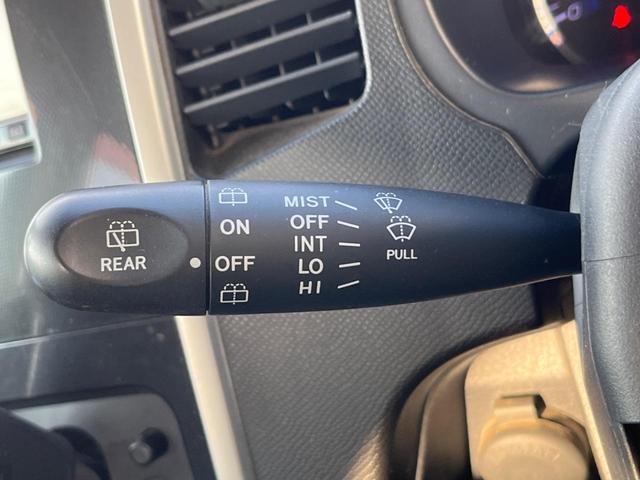 REAR
ON
OFF
MIST
OFF
INT
LO
HI
PULL